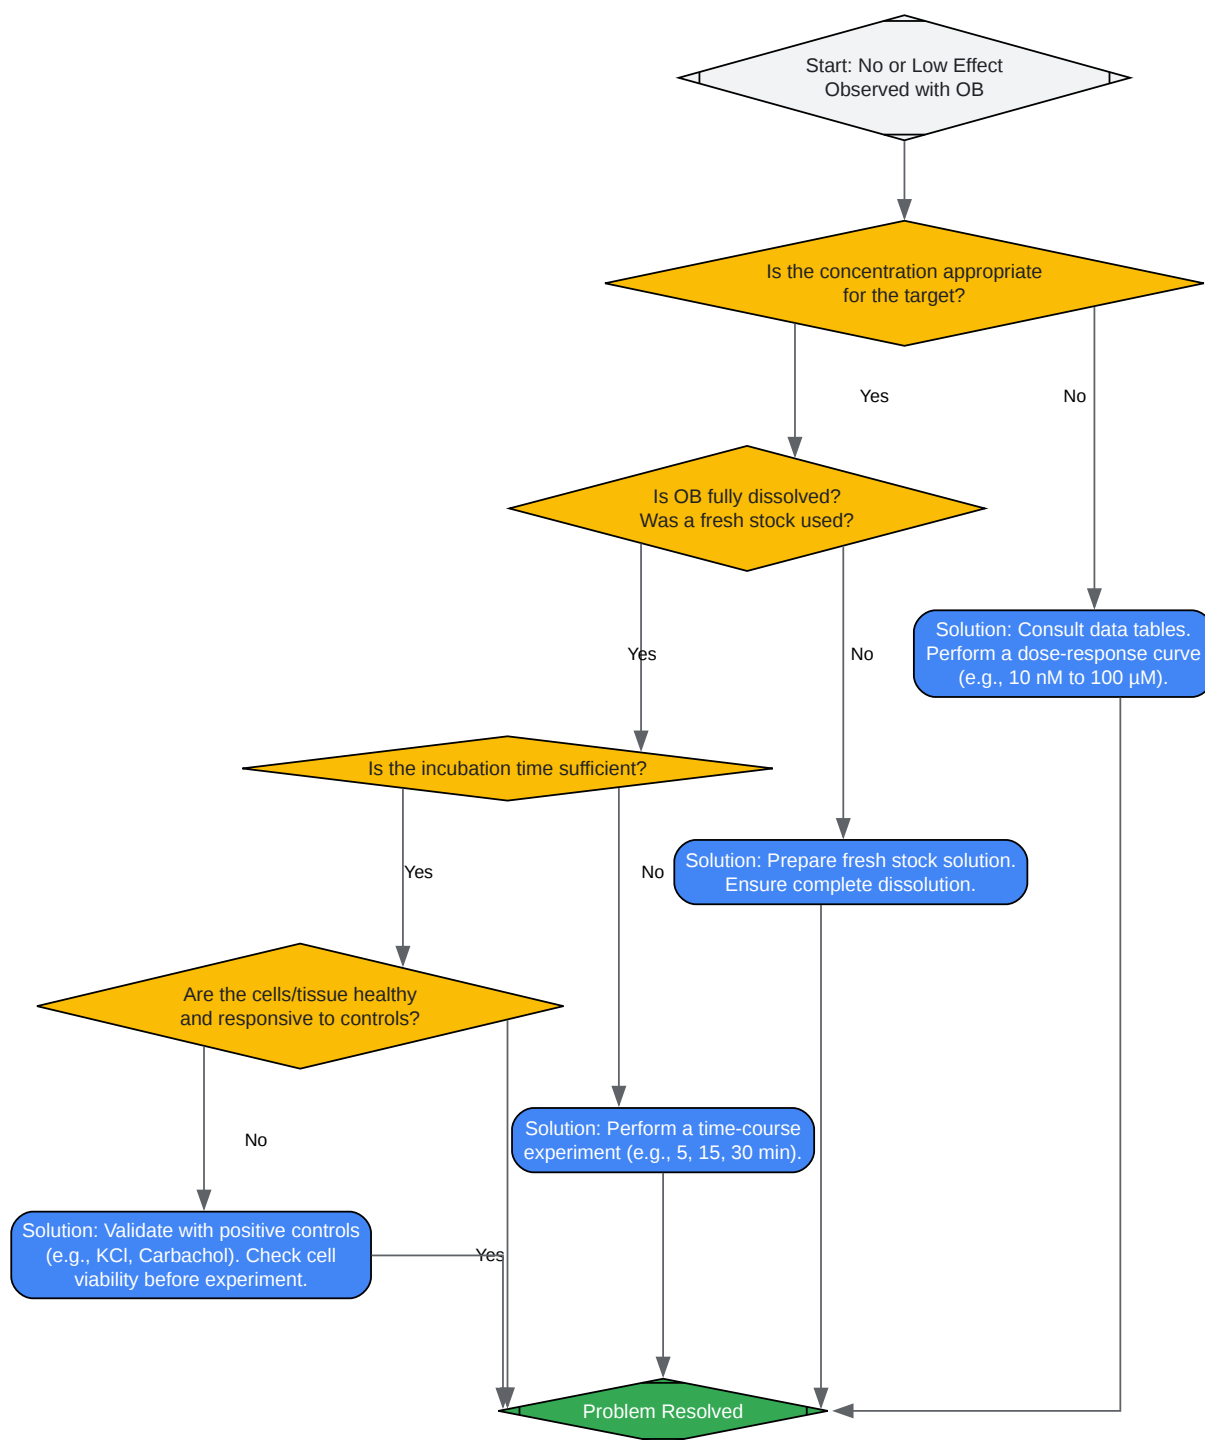 Start: No or Low Effect
Observed with OB
Is the concentration appropriate
for the target?
Yes
No
Is OB fully dissolved?
Was a fresh stock used?
Solution: Consult data tables.
Perform a dose-response curve
(e.g., 10 nM to 100 µM).
Yes
No
Is the incubation time sufficient?
Solution: Prepare fresh stock solution.
Ensure complete dissolution.
Yes
No
Are the cells/tissue healthy
and responsive to controls?
Solution: Perform a time-course
experiment (e.g., 5, 15, 30 min).
No
Solution: Validate with positive controls
(e.g., KCl, Carbachol). Check cell
viability before experiment.
Yes
Problem Resolved